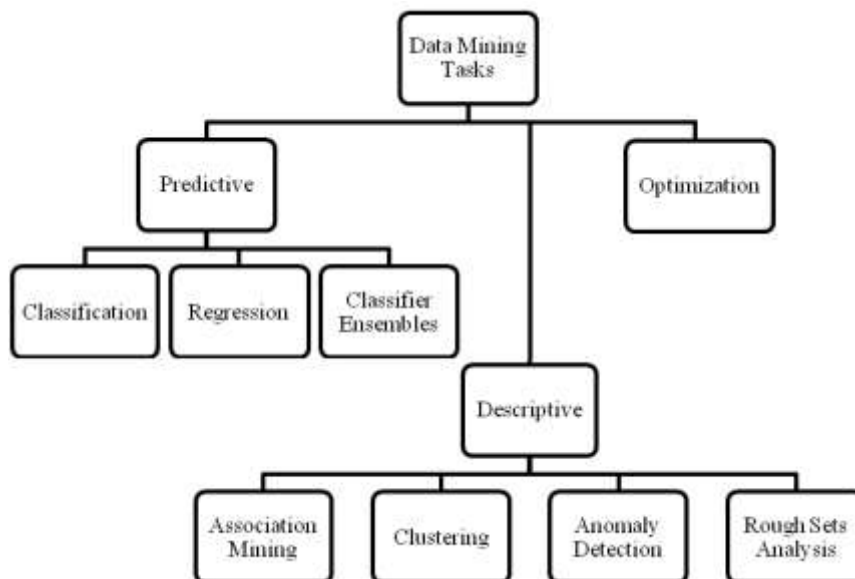 Data Mining
Tasks
Predictive
Optimization
Classification
Regression
Classifier
Ensembles
Descriptive
Association
Mining
Clustering
Anomaly
Detection
Rough Sets
Analysis